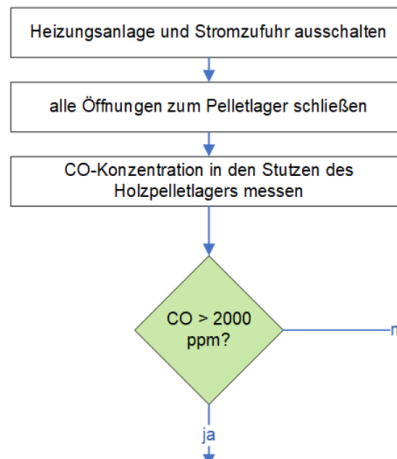 Heizungsanlage und Stromzufuhr ausschalten
alle Öffnungen zum Pelletlager schließen
CO-Konzentration in den Stutzen des
Holzpelletlagers messen
CO > 2000
ppm?
ja